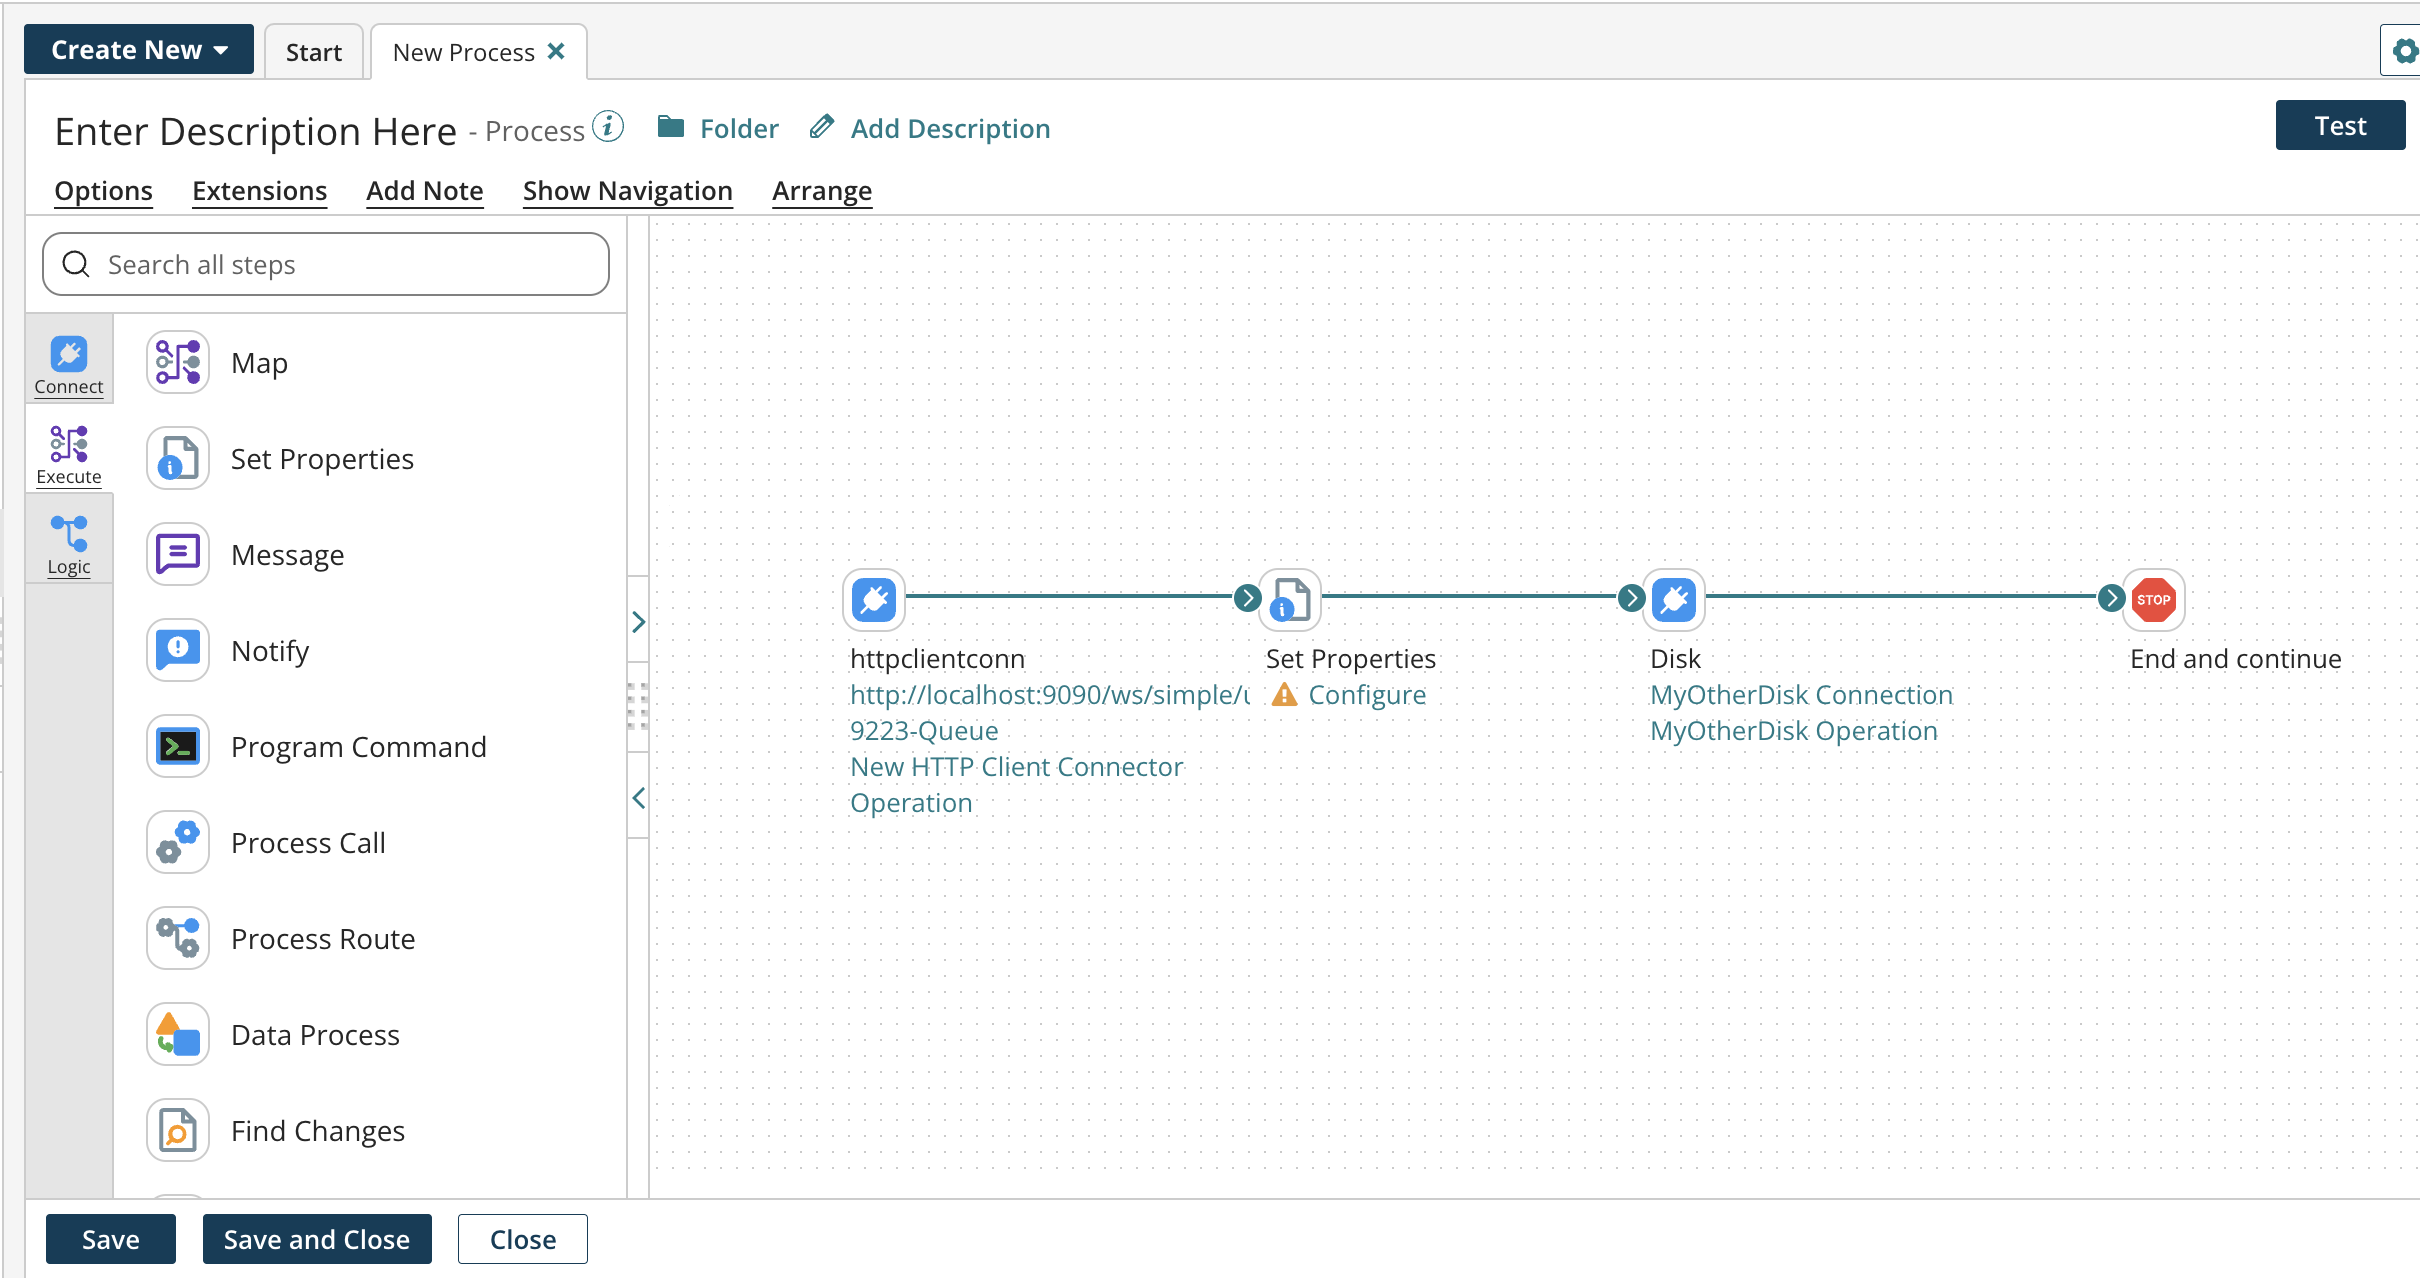 Create New
Start
New Process
Enter Description Here - Process
Folder
Add Description
Test
Options
Extensions
Add Note
Show Navigation
Arrange
Search all steps
Connect
Execute
Logic
Map
Set Properties
Message
Notify
Program Command
Process Call
Process Route
Data Process
Find Changes
httpclientconn
http://localhost:9090/ws/simple/u
9223-Queue
New HTTP Client Connector
Operation
Set Properties
Configure
Disk
MyOtherDisk Connection
MyOtherDisk Operation
STOP
End and continue
Save
Save and Close
Close